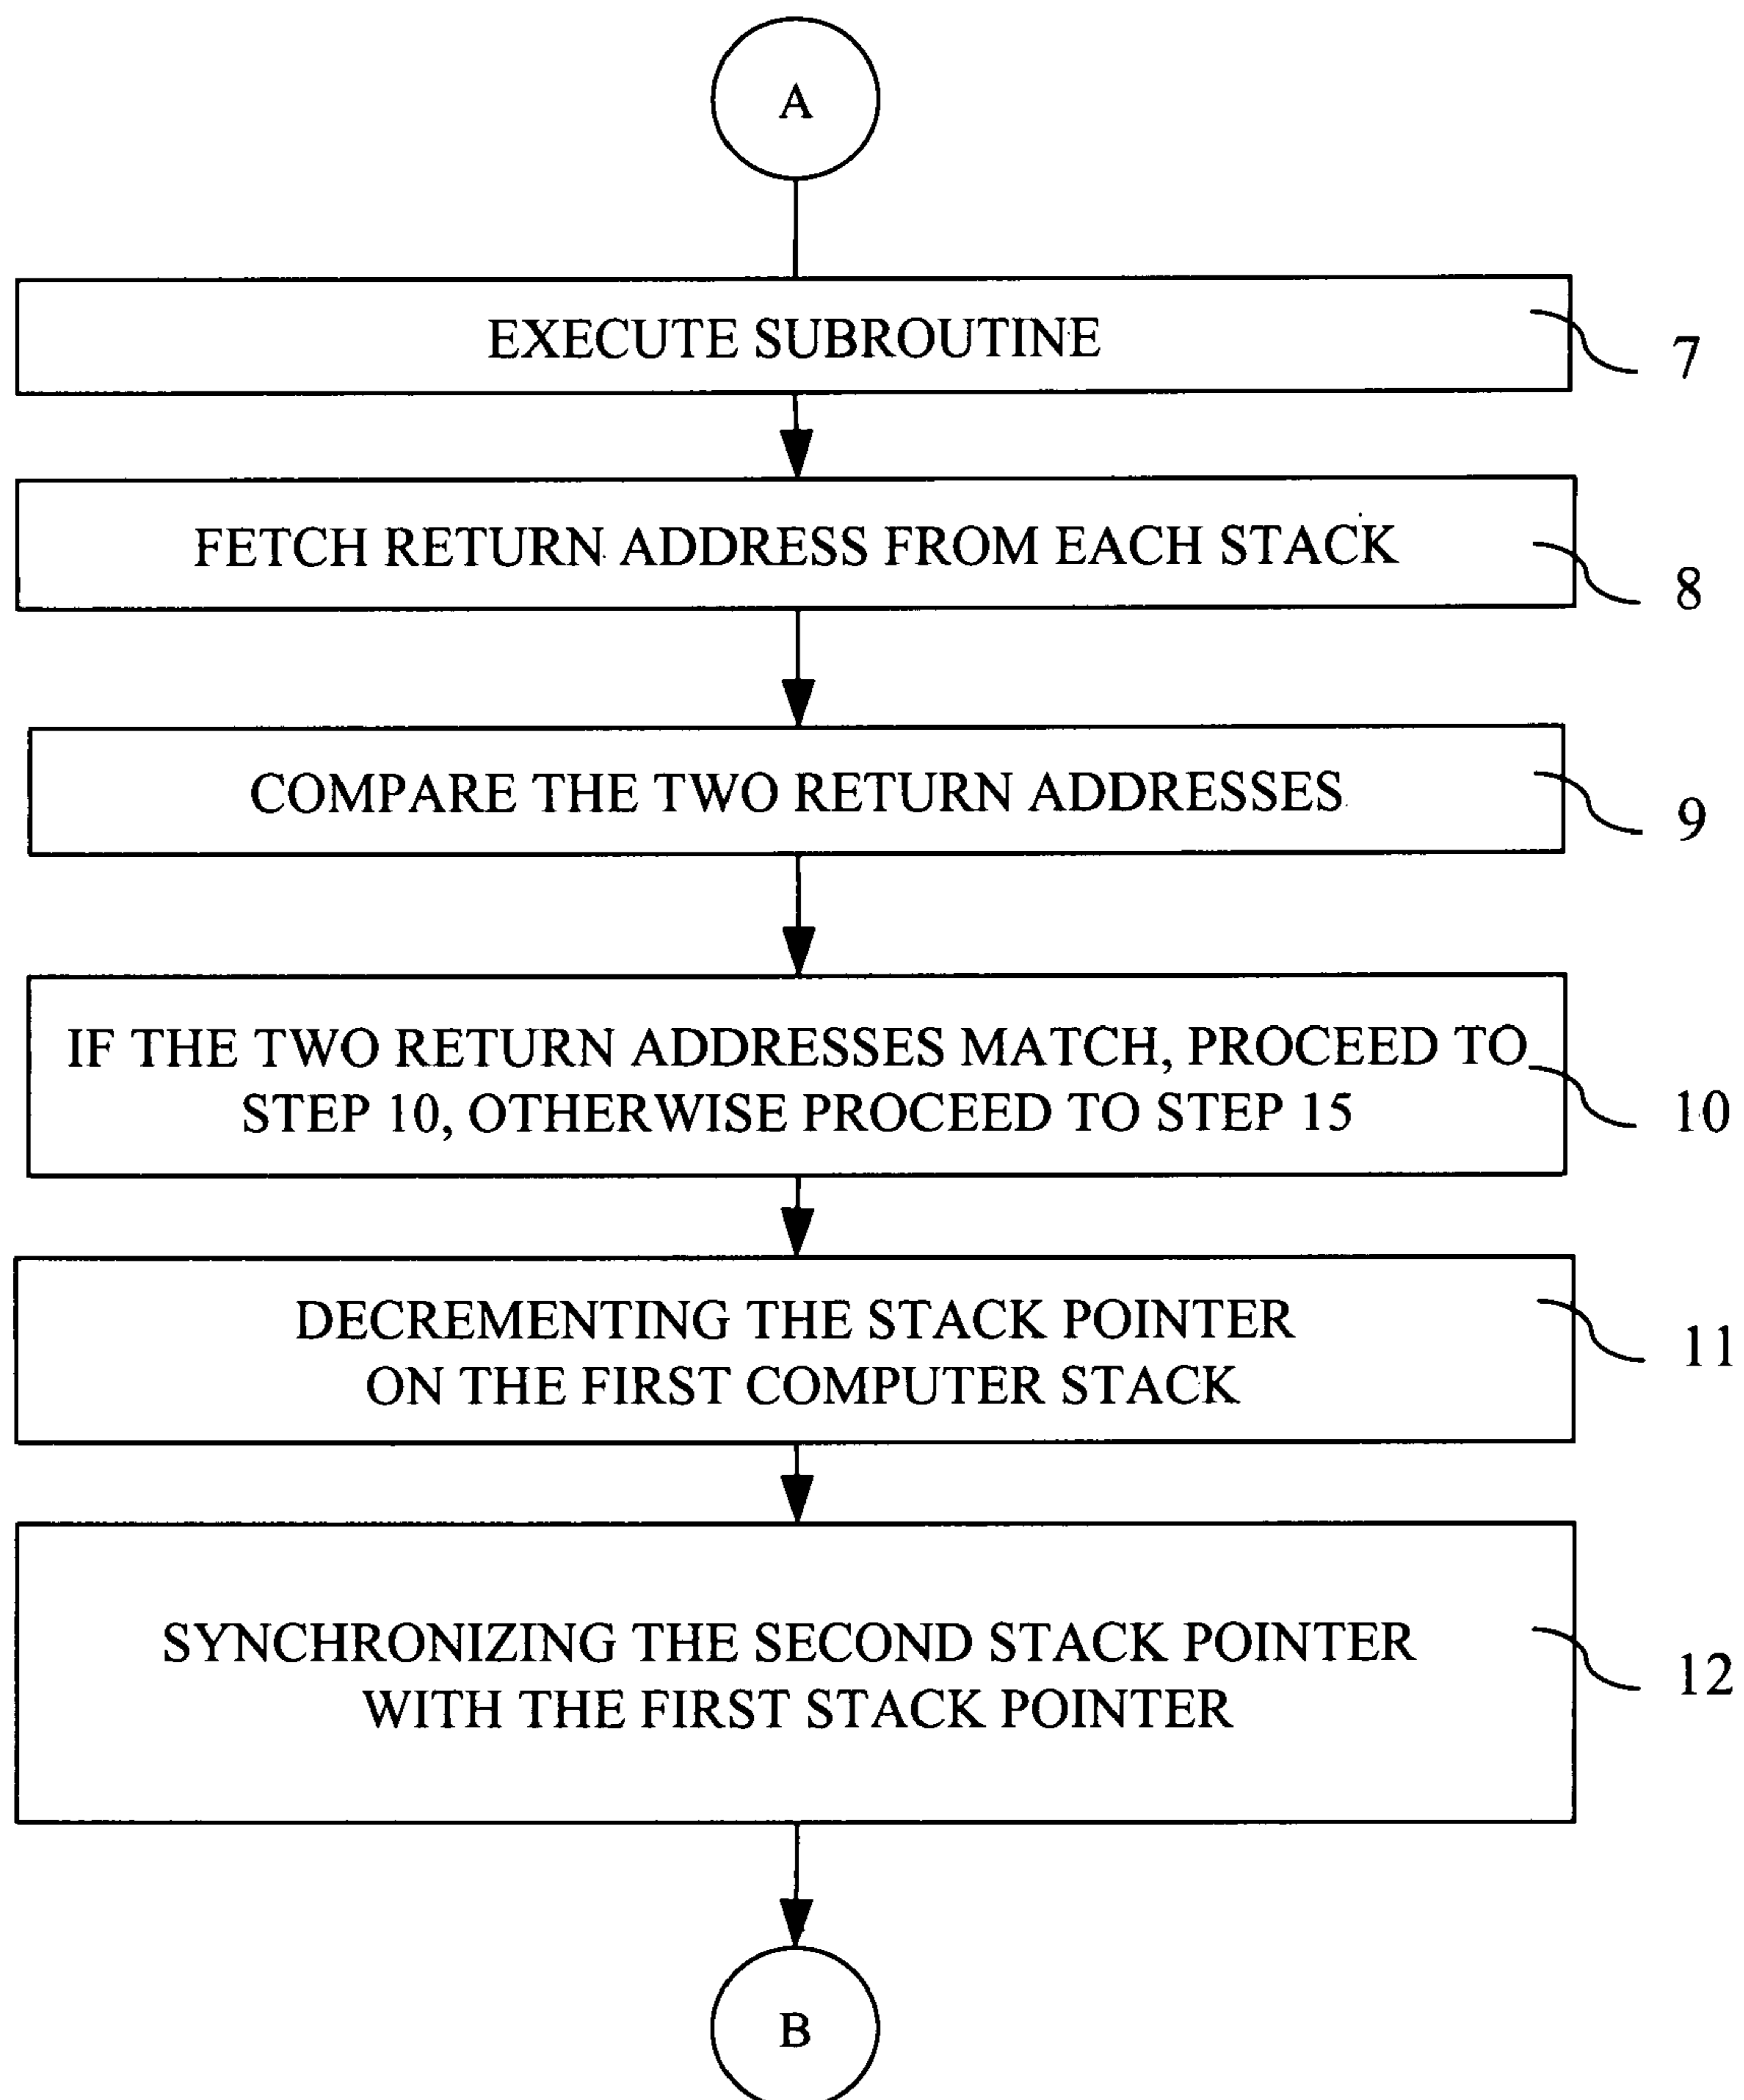 A
EXECUTE SUBROUTINE
7
FETCH RETURN ADDRESS FROM EACH STACK
8
COMPARE THE TWO RETURN ADDRESSES
9
IF THE TWO RETURN ADDRESSES MATCH, PROCEED TO
STEP 10, OTHERWISE PROCEED TO STEP 15
10
DECREMENTING THE STACK POINTER
ON THE FIRST COMPUTER STACK
11
SYNCHRONIZING THE SECOND STACK POINTER
WITH THE FIRST STACK POINTER
12
B